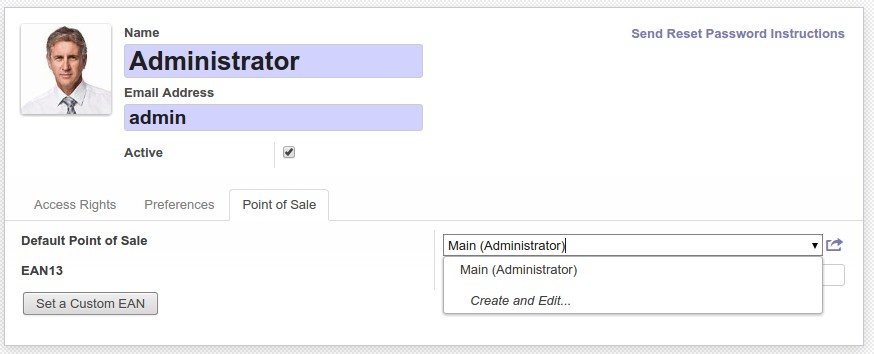 Name
Send Reset Password Instructions
Administrator
Email Address
admin
Active
Access Rights Preferences Point of Sale
Default Point of Sale
Main (Administrator)
EAN13
Main (Administrator)
Set a Custom EAN
Create and Edit...